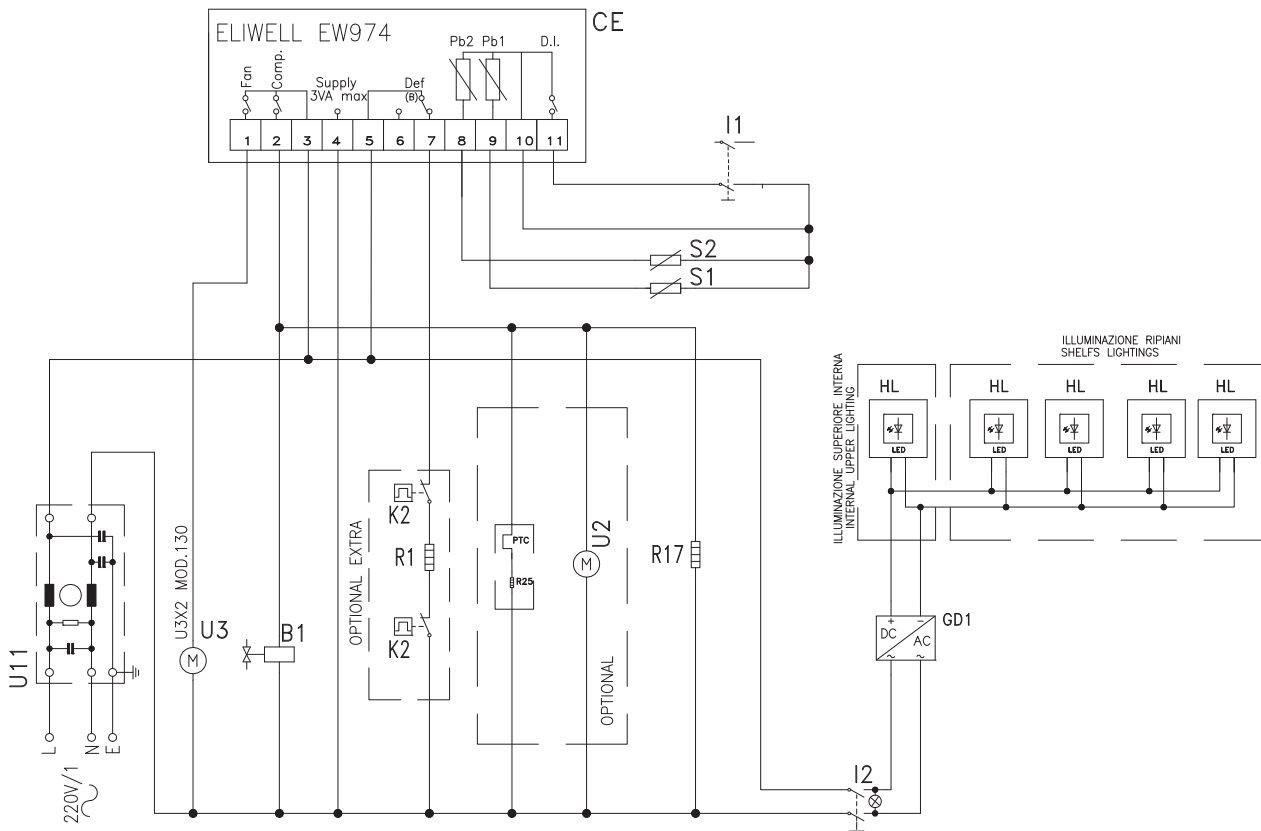 ELIWELL EW974
CE
Pb2 Pb1
D.I.
Fan
Comp.
Supply
3VA max
Def
(B)
1 2 3 4 5 6 7 8 9 10 11
I1
S2
S1
ILLUMINAZIONE RIPIANI
SHELFS LIGHTINGS
ILLUMINAZIONE SUPERIORE INTERNA
INTERNAL UPPER LIGHTING
HL HL HL HL HL
LED LED LED LED LED
K2
R1
K2
OPTIONAL EXTRA
PTC
R25
U2
OPTIONAL
R17
U3X2 MOD.130
U3
M
B1
M
DC
AC
+ −
~ ~
GD1
U11
L N E
220V/1
I2